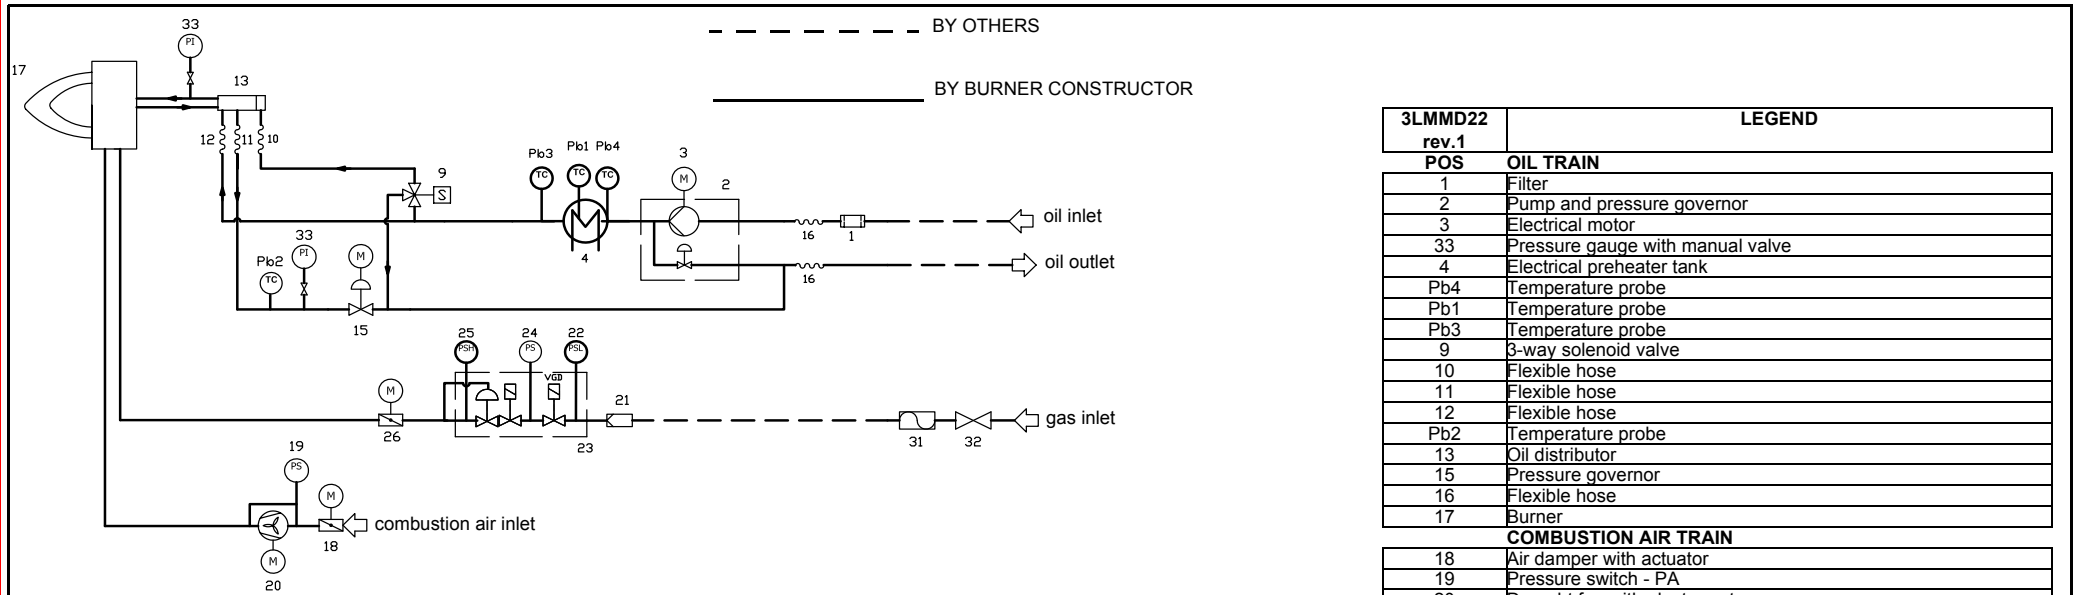 33
PI
BY OTHERS
17
13
BY BURNER CONSTRUCTOR
12
11
10
Pb3
Pb1
Pb4
3
TC
TC
TC
M
9
S
2
oil inlet
16
1
4
33
PI
M
Pb2
TC
oil outlet
16
15
25
24
22
PSH
PS
PSL
VGD
M
21
26
23
gas inlet
31
32
19
PS
M
combustion air inlet
18
M
20
3LMMD22 LEGEND
rev.1
POS OIL TRAIN
1 Filter
2 Pump and pressure governor
3 Electrical motor
33 Pressure gauge with manual valve
4 Electrical preheater tank
Pb4 Temperature probe
Pb1 Temperature probe
Pb3 Temperature probe
9 3-way solenoid valve
10 Flexible hose
11 Flexible hose
12 Flexible hose
Pb2 Temperature probe
13 Oil distributor
15 Pressure governor
16 Flexible hose
17 Burner
COMBUSTION AIR TRAIN
18 Air damper with actuator
19 Pressure switch - PA